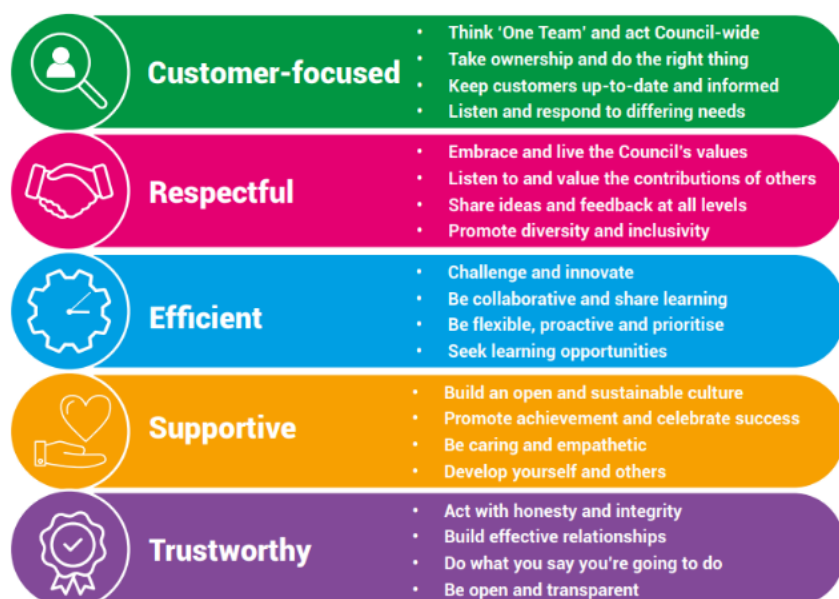 Customer-focused
• Think ‘One Team’ and act Council-wide
• Take ownership and do the right thing
• Keep customers up-to-date and informed
• Listen and respond to differing needs
Respectful
• Embrace and live the Council's values
• Listen to and value the contributions of others
• Share ideas and feedback at all levels
• Promote diversity and inclusivity
Efficient
• Challenge and innovate
• Be collaborative and share learning
• Be flexible, proactive and prioritise
• Seek learning opportunities
Supportive
• Build an open and sustainable culture
• Promote achievement and celebrate success
• Be caring and empathetic
• Develop yourself and others
Trustworthy
• Act with honesty and integrity
• Build effective relationships
• Do what you say you're going to do
• Be open and transparent